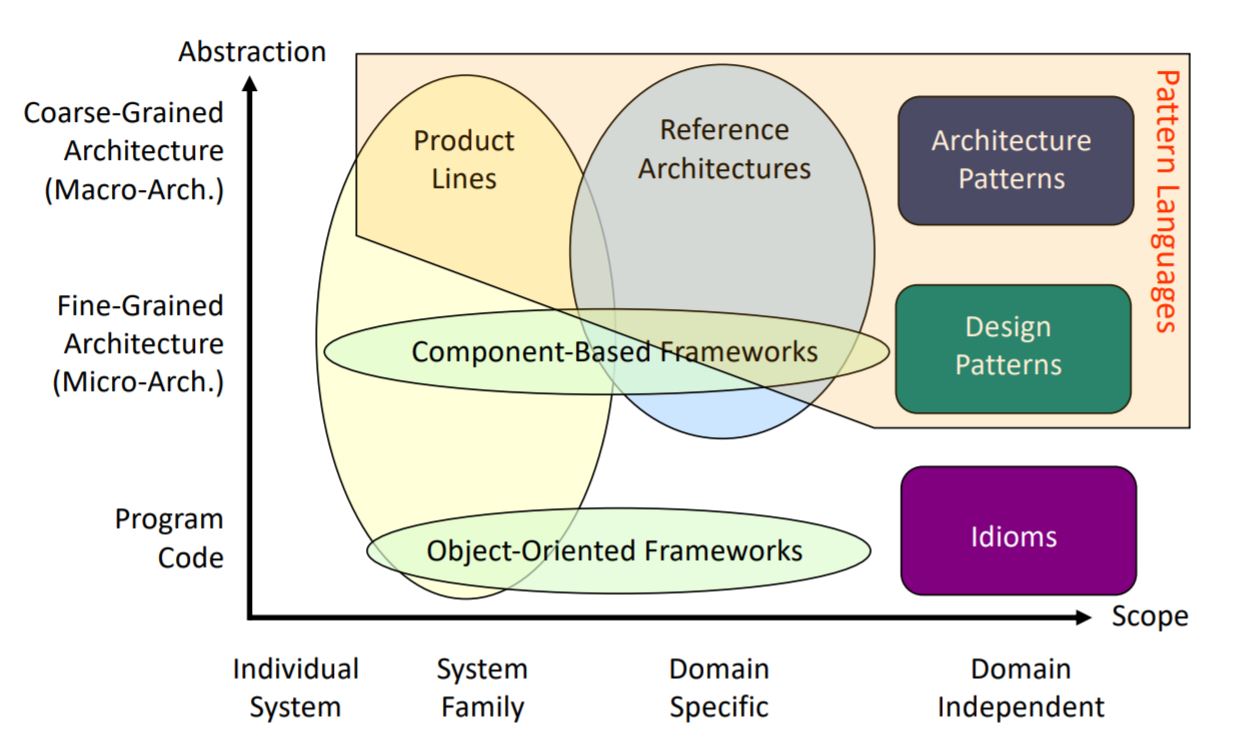 Abstraction
Coarse-Grained
Architecture
(Macro-Arch.)
Fine-Grained
Architecture
(Micro-Arch.)
Program
Code
Product
Lines
Reference
Architectures
Architecture
Patterns
Pattern Languages
Component-Based Frameworks
Design
Patterns
Object-Oriented Frameworks
Idioms
Scope
Individual
System
System
Family
Domain
Specific
Domain
Independent